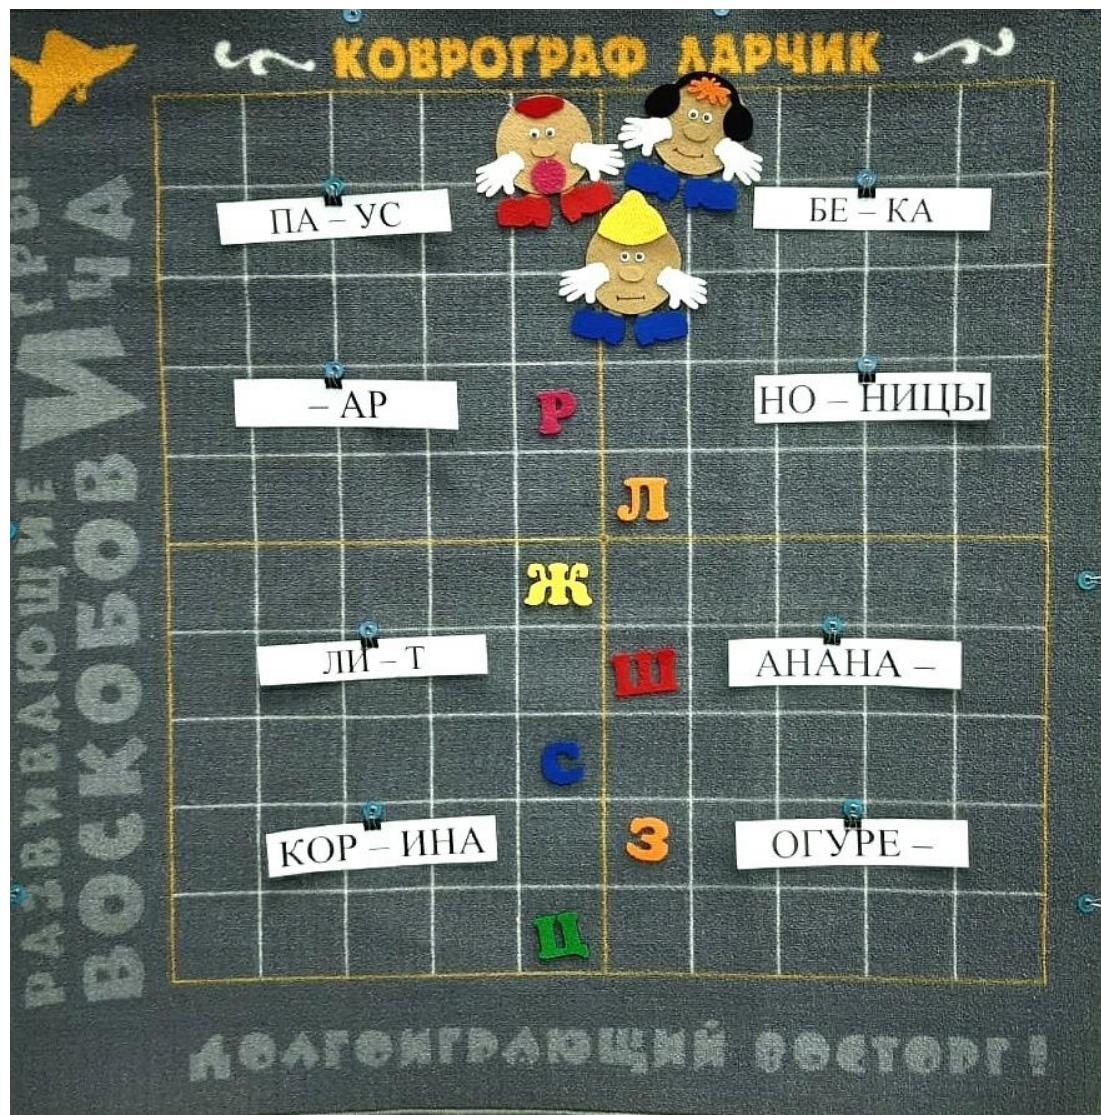 КОВРОГРАФ ЛАРЧИК
ПА – УС
БЕ – КА
– АР
НО – НИЦЫ
Р
Л
Ж
ЛИ – Т
Ш
АНАНА –
С
КОР – ИНА
З
ОГУРЕ –
Ц
РАЗВИВАЮЩИЕ ИГРЫ
ВОСКОБОВИЧА
ДОЛГОИГРАЮЩИЙ ВОСТОРГ!